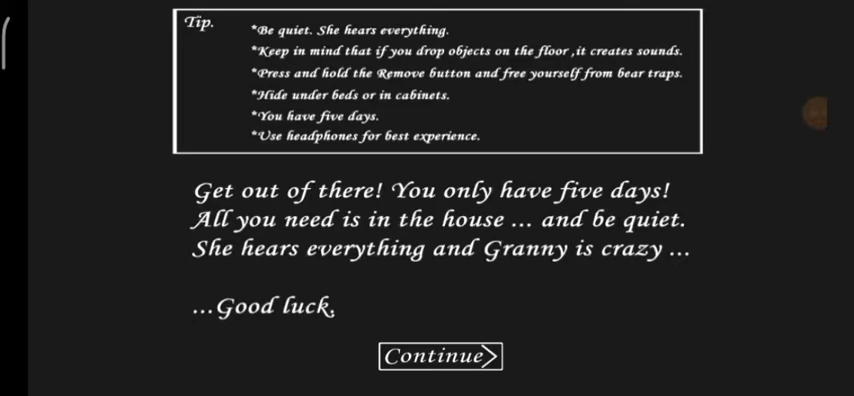 Tip.
*Be quiet. She hears everything.
*Keep in mind that if you drop objects on the floor ,it creates sounds.
*Press and hold the Remove button and free yourself from bear traps.
*Hide under beds or in cabinets.
*You have five days.
*Use headphones for best experience.
Get out of there! You only have five days!
All you need is in the house ... and be quiet.
She hears everything and Granny is crazy ...
...Good luck.
Continue